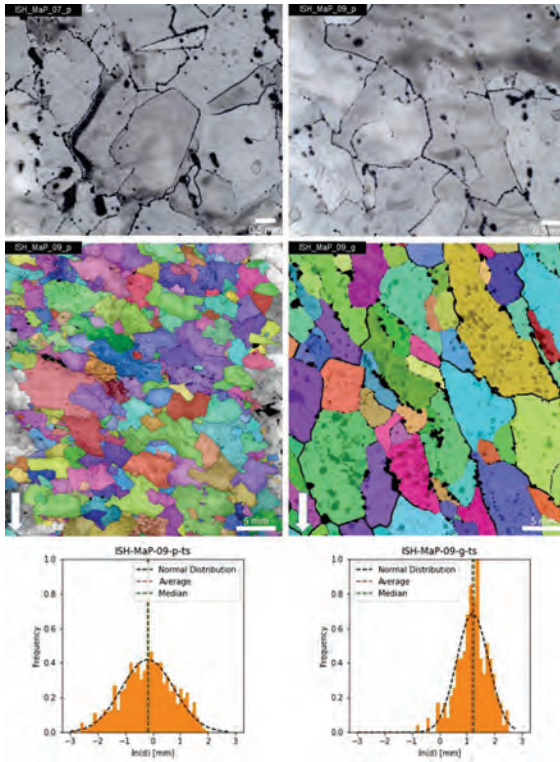 ISH_MaP_07_p
ISH_MaP_09_p
0.5 mm
0.5 mm
ISH_MaP_09_p
ISH_MaP_09_g
5 mm
5 mm
ISH-MaP-09-p-ts
ISH-MaP-09-g-ts
Normal Distribution
Average
Median
Normal Distribution
Average
Median
Frequency
Frequency
1.0
0.8
0.6
0.4
0.2
0.0
1.0
0.8
0.6
0.4
0.2
0.0
-3 -2 -1 0 1 2 3
-3 -2 -1 0 1 2 3
ln(d) [mm]
ln(d) [mm]